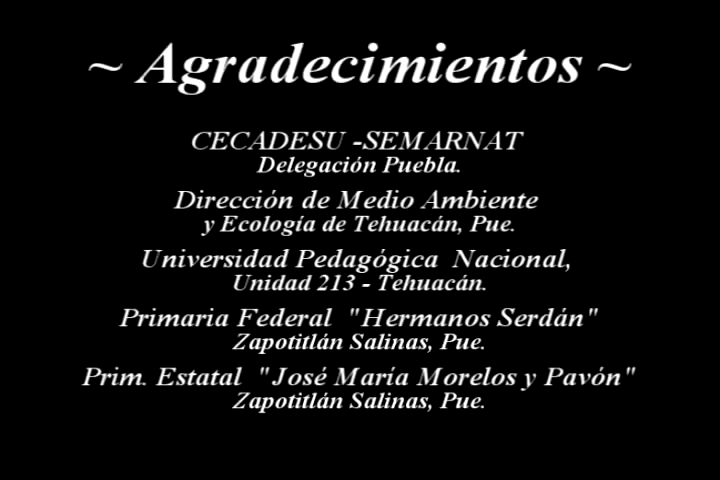 ~ Agradecimientos ~
CECADESU -SEMARNAT
Delegación Puebla.
Dirección de Medio Ambiente
y Ecología de Tehuacán, Pue.
Universidad Pedagógica Nacional,
Unidad 213 - Tehuacán.
Primaria Federal "Hermanos Serdán"
Zapotitlán Salinas, Pue.
Prim. Estatal "José María Morelos y Pavón"
Zapotitlán Salinas, Pue.